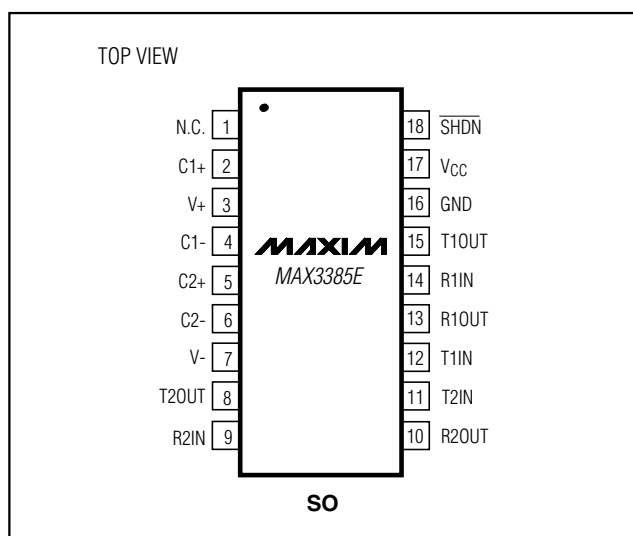 TOP VIEW
N.C. 1
C1+ 2
V+ 3
C1- 4
C2+ 5
C2- 6
V- 7
T2OUT 8
R2IN 9
MAXIM
MAX3385E
18 SHDN
17 VCC
16 GND
15 T1OUT
14 R1IN
13 R1OUT
12 T1IN
11 T2IN
10 R2OUT
SO